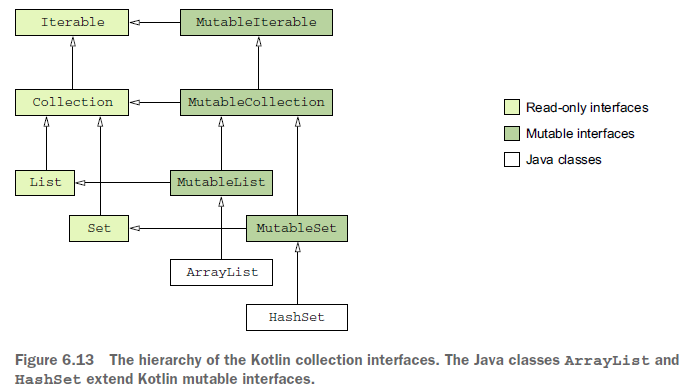 Iterable
MutableIterable
Collection
MutableCollection
Read-only interfaces
Mutable interfaces
Java classes
List
MutableList
Set
MutableSet
ArrayList
HashSet
Figure 6.13 The hierarchy of the Kotlin collection interfaces. The Java classes ArrayList and
HashSet extend Kotlin mutable interfaces.